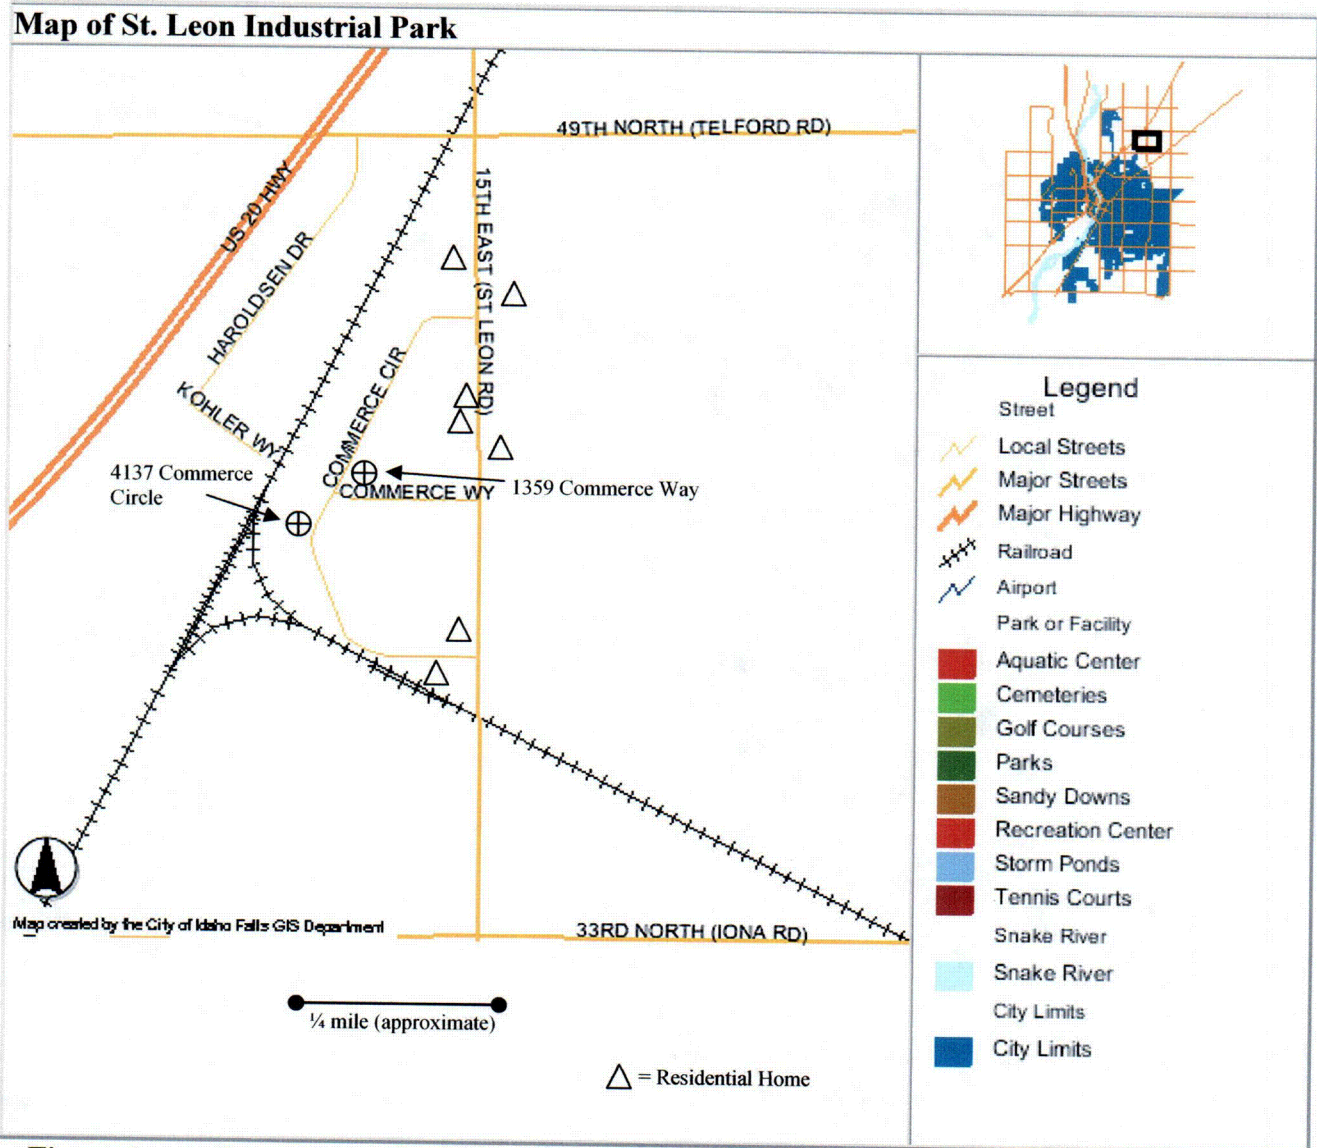 Map of St. Leon Industrial Park
49TH NORTH (TELFORD RD)
US 20 HWY
15TH EAST (ST LEON RD)
HAROLDSEN DR
COMMERCE CIR
KOHLER WY
4137 Commerce
Circle
COMMERCE WY
1359 Commerce Way
Map created by the City of Idaho Falls GIS Department
33RD NORTH (IONA RD)
¼ mile (approximate)
= Residential Home
Legend
Street
Local Streets
Major Streets
Major Highway
Railroad
Airport
Park or Facility
Aquatic Center
Cemeteries
Golf Courses
Parks
Sandy Downs
Recreation Center
Storm Ponds
Tennis Courts
Snake River
Snake River
City Limits
City Limits